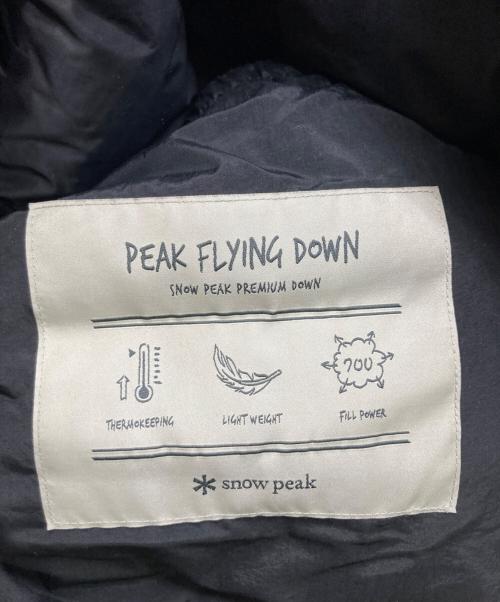 PEAK FLYING DOWN
SNOW PEAK PREMIUM DOWN
700
THERMOKEEPING
LIGHT WEIGHT
FILL POWER
snow peak